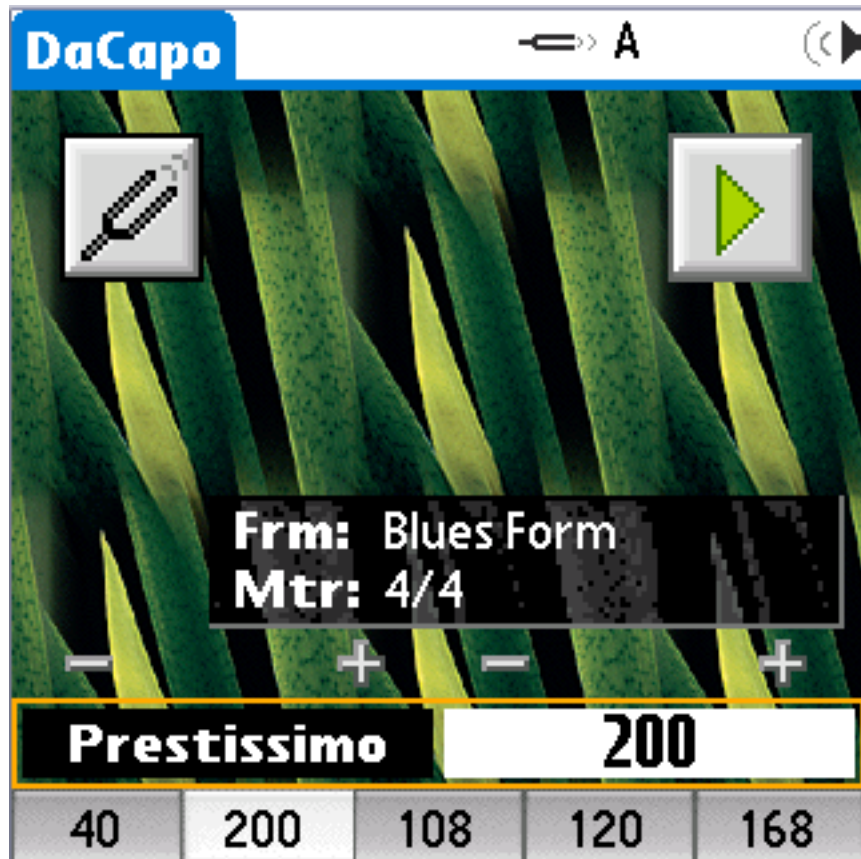 DaCapo A
Frm: Blues Form
Mtr: 4/4
Prestissimo 200
40 200 108 120 168